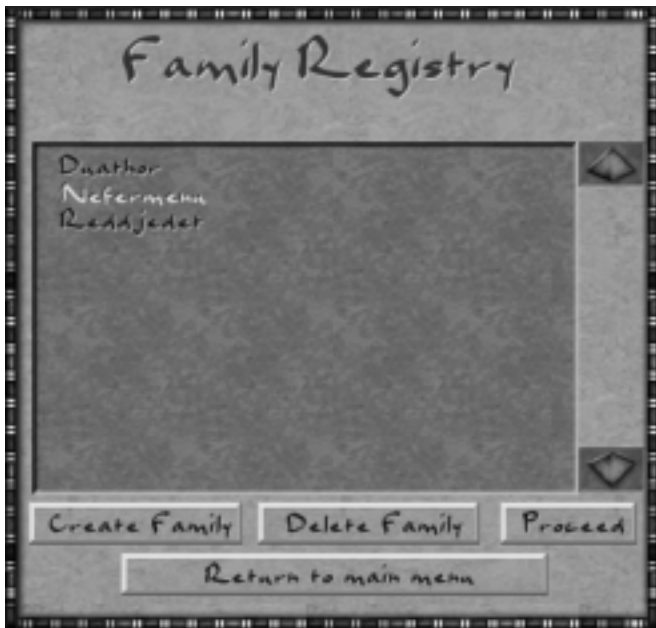 Family Registry
Duathor
Nefermenu
Reddjedet
Create Family
Delete Family
Proceed
Return to main menu